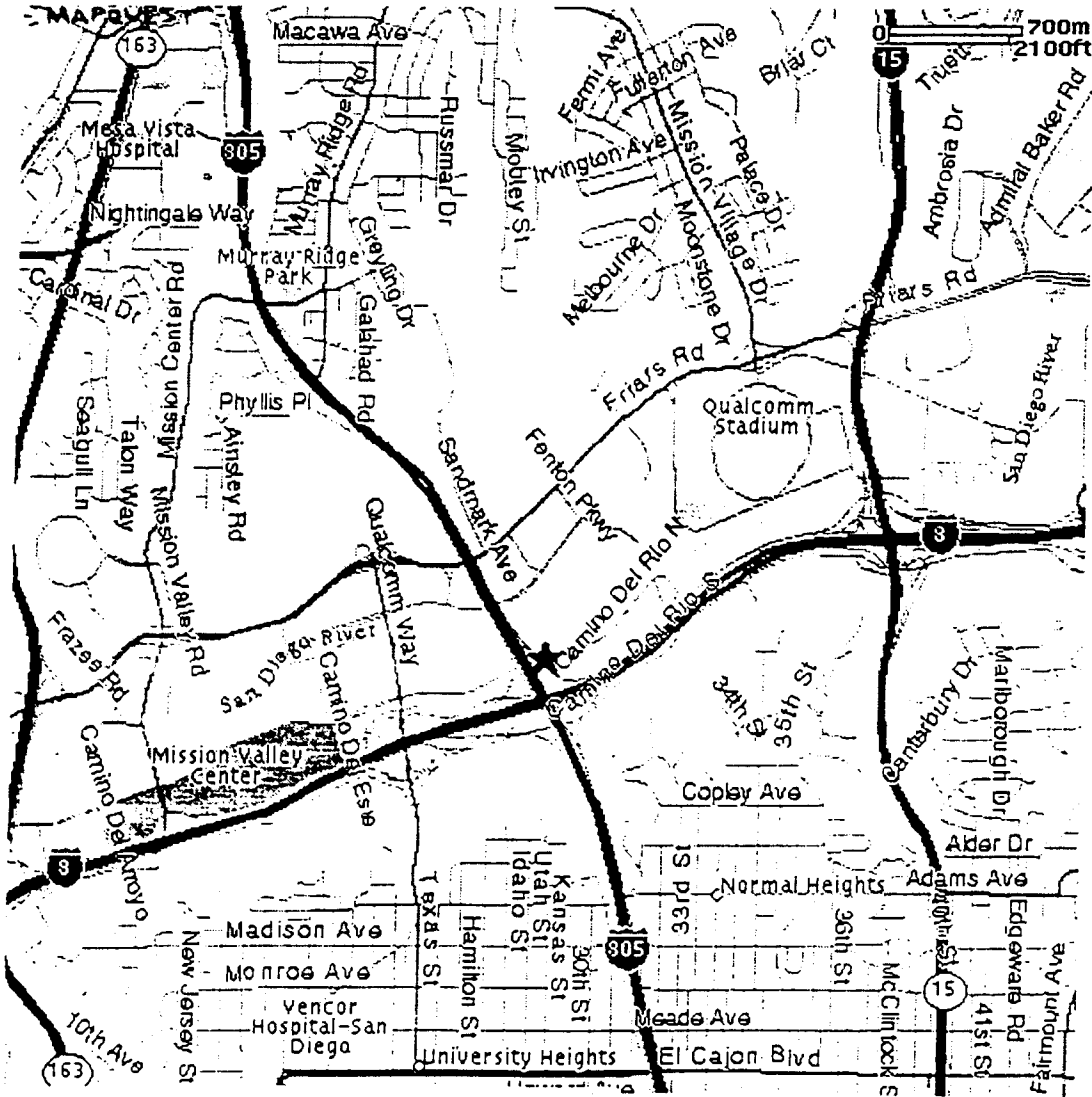 MAPQUEST
163
Macawa Ave
0 700m
2100ft
15
Fermi Ave
Fullerton Ave
Briar Ct
Mesa Vista
Hospital
805
Murray Ridge Rd
Russmar Dr
Mobley St
Irvington Ave
Mission Village Dr
Palace Dr
Ambrosia Dr
Admiral Baker Rd
Nightingale Way
Murray Ridge
Park
Greyling Dr
Melbourne Dr
Moonstone Dr
Cardinal Dr
Mission Center Rd
Galahad Rd
Friars Rd
Friars Rd
San Diego River
Phyllis Pl
Qualcomm
Stadium
Seagull Ln
Talon Way
Ainsley Rd
Sandmark Ave
Fenton Pkwy
Mission Valley Rd
Qualcomm Way
Camino Del Rio N
8
Camino Del Rio S
Frazee Rd
San Diego River
Camino Del Este
34th St
35th St
Canterbury Dr
Marlborough Dr
Mission Valley
Center
Camino Del Arroyo
Copley Ave
8
Alder Dr
Texas St
Idaho St
Utah St
Kansas St
33rd St
Normal Heights
Adams Ave
Madison Ave
Hamilton St
30th St
805
36th St
Edgeware Rd
Monroe Ave
New Jersey St
15
McClintock S
41st St
Fairmount Ave
Vencor
Hospital-San
Diego
Meade Ave
10th Ave
163
University Heights
El Cajon Blvd